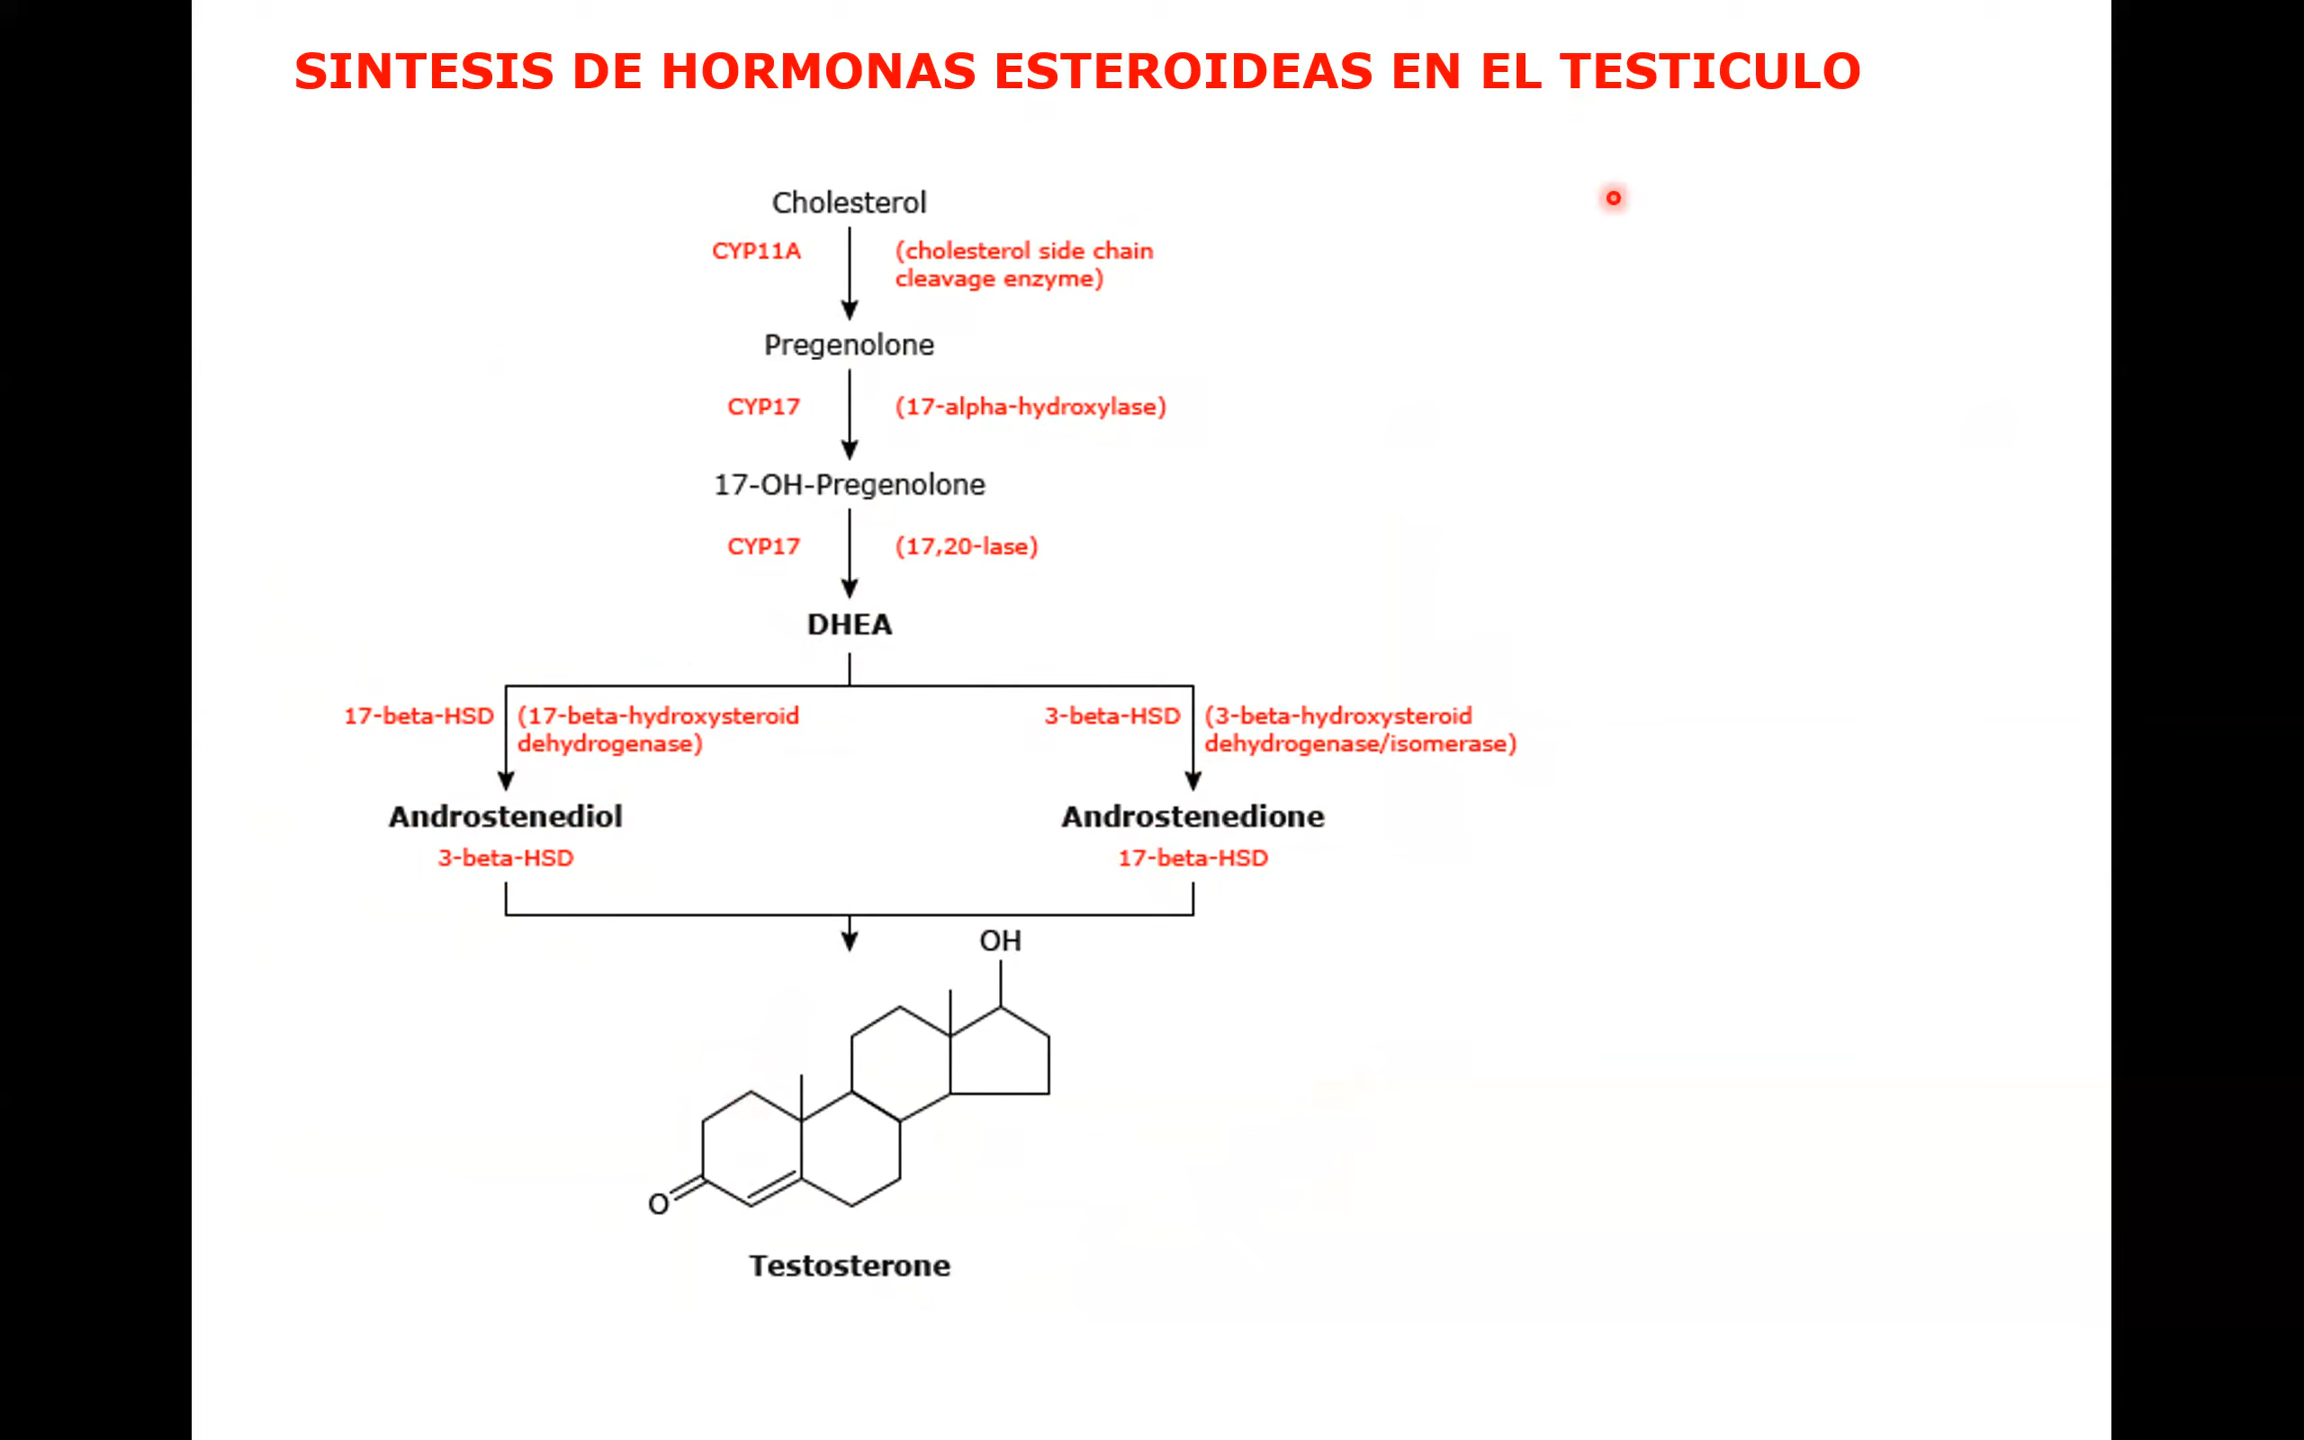 SINTESIS DE HORMONAS ESTEROIDEAS EN EL TESTICULO
Cholesterol
CYP11A
(cholesterol side chain
cleavage enzyme)
Pregenolone
CYP17
(17-alpha-hydroxylase)
17-OH-Pregenolone
CYP17
(17,20-lase)
DHEA
17-beta-HSD
(17-beta-hydroxysteroid
dehydrogenase)
3-beta-HSD
(3-beta-hydroxysteroid
dehydrogenase/isomerase)
Androstenediol
3-beta-HSD
Androstenedione
17-beta-HSD
OH
O
Testosterone